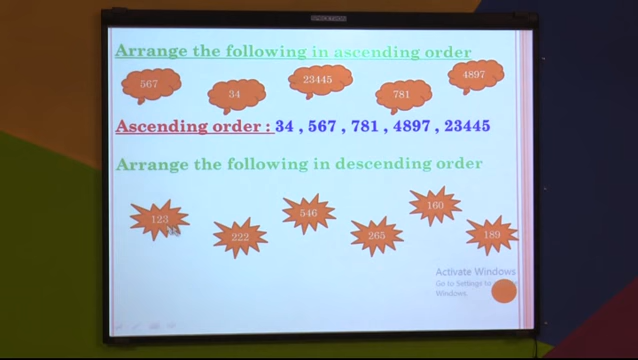 Arrange the following in ascending order
567
34
23445
781
4897
Ascending order : 34 , 567 , 781 , 4897 , 23445
Arrange the following in descending order
123
222
546
265
160
189
Activate Windows
Go to Settings to
Windows.